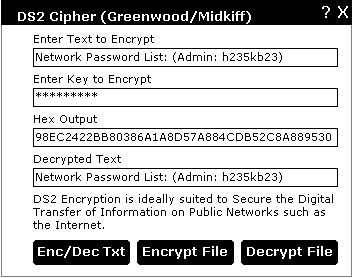 DS2 Cipher (Greenwood/Midkiff) ? X
Enter Text to Encrypt
Network Password List: (Admin: h235kb23)
Enter Key to Encrypt
*********
Hex Output
98EC2422BB80386A1A8D57A884CDB52C8A889530
Decrypted Text
Network Password List: (Admin: h235kb23)
DS2 Encryption is ideally suited to Secure the Digital
Transfer of Information on Public Networks such as
the Internet.
Enc/Dec Txt Encrypt File Decrypt File